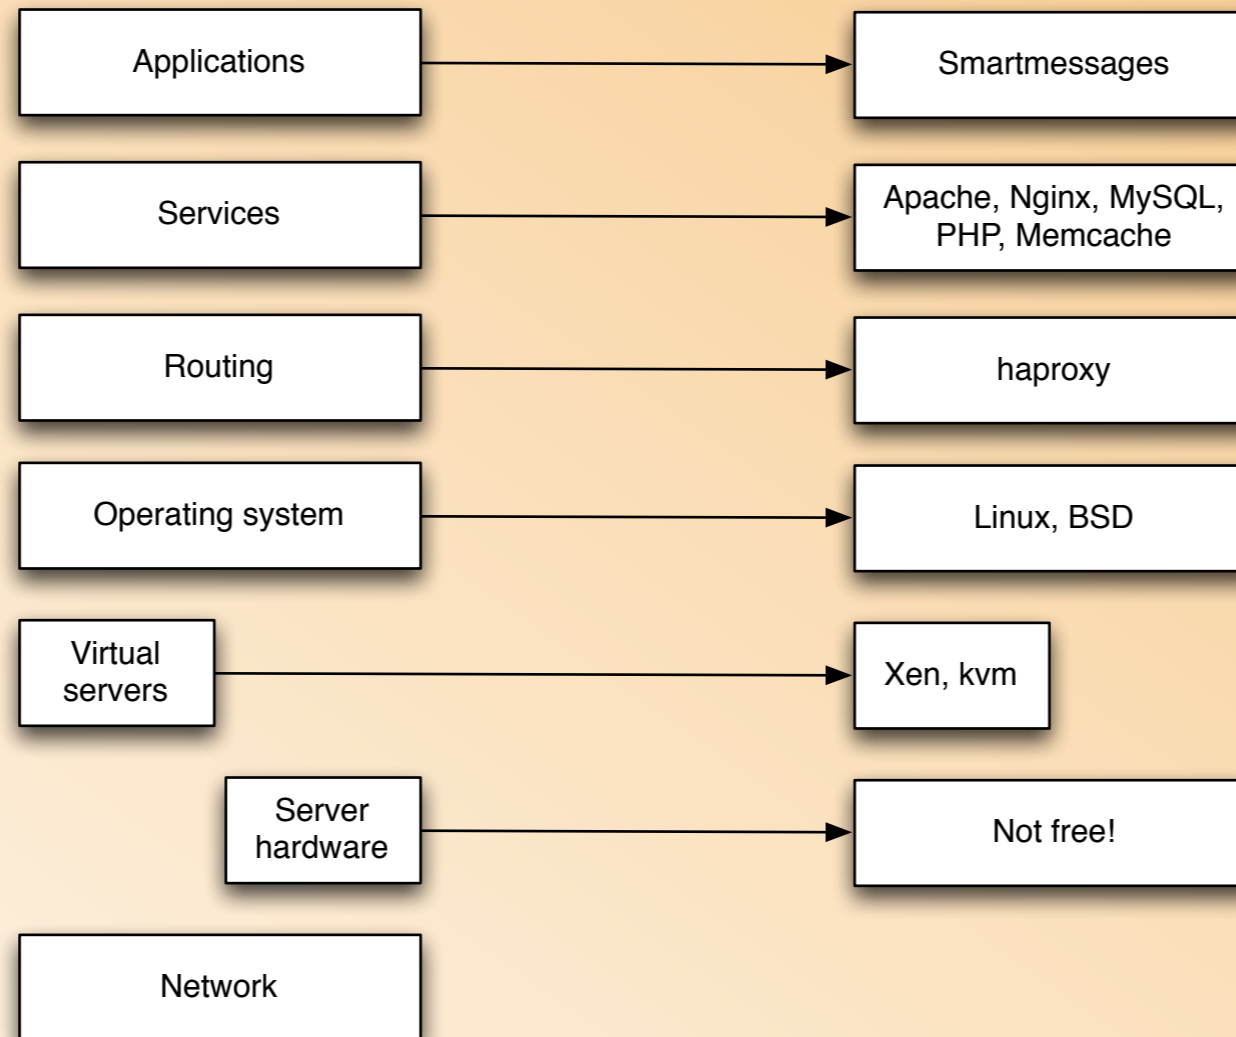 Applications
Smartmessages
Services
Apache, Nginx, MySQL,
PHP, Memcache
Routing
haproxy
Operating system
Linux, BSD
Virtual
servers
Xen, kvm
Server
hardware
Not free!
Network